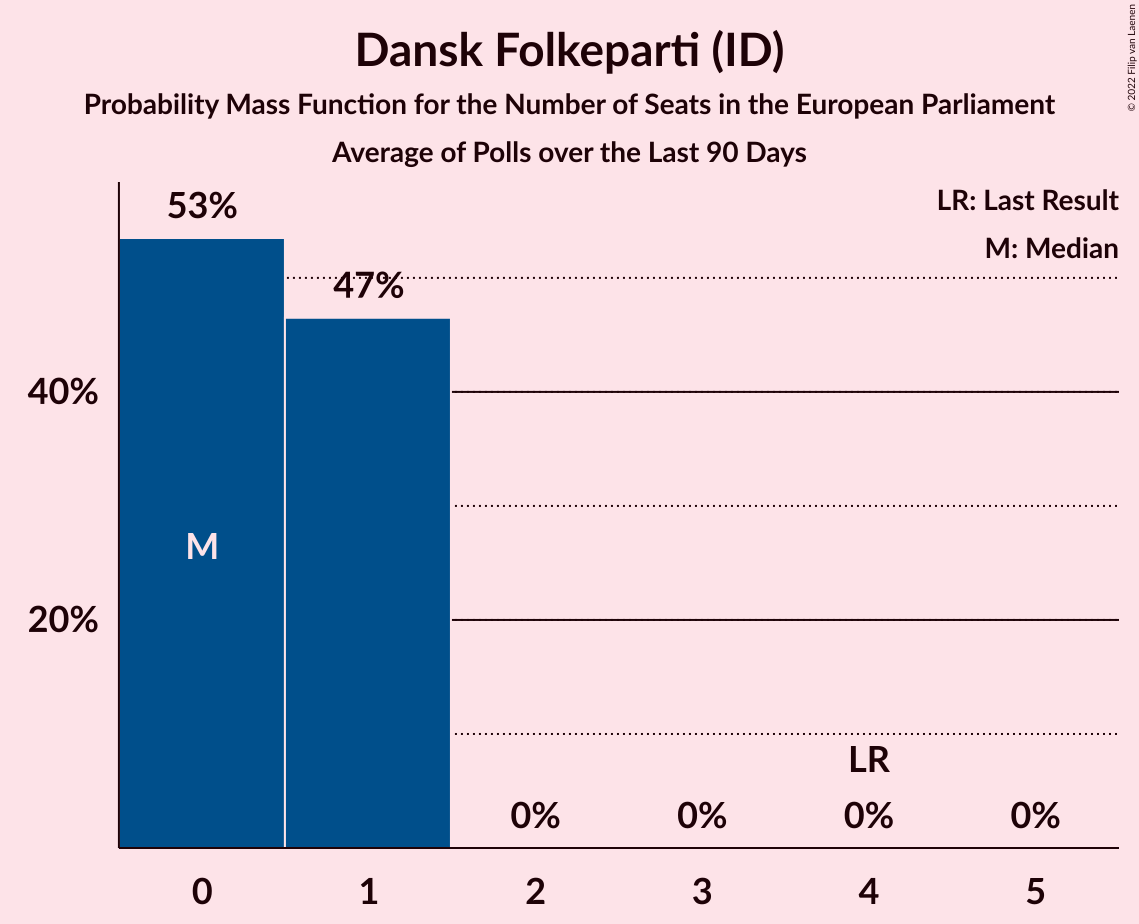 Dansk Folkeparti (ID)
Probability Mass Function for the Number of Seats in the European Parliament
Average of Polls over the Last 90 Days
© 2022 Filip van Laenen
LR: Last Result
M: Median
53%
47%
40%
M
20%
LR
0% 0% 0% 0%
0 1 2 3 4 5